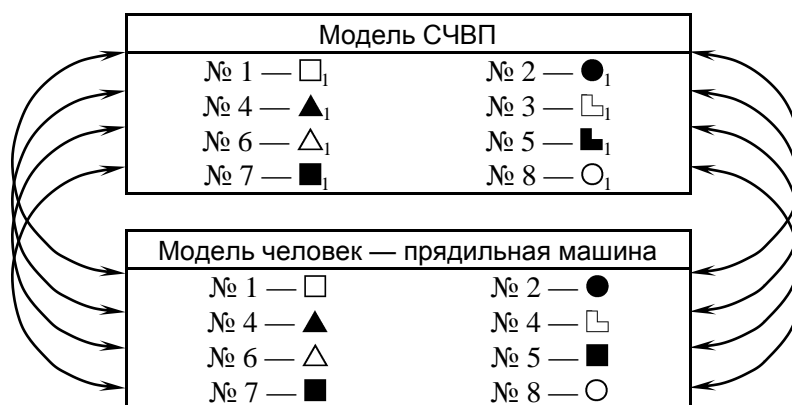 Модель СЧВП
№ 1 — □₁ № 2 — ●₁
№ 4 — ▲₁ № 3 — ₁
№ 6 — △₁ № 5 — ₁
№ 7 — ■₁ № 8 — ○₁
Модель человек — прядильная машина
№ 1 — □ № 2 — ●
№ 4 — ▲ № 4 —
№ 6 — △ № 5 — ■
№ 7 — ■ № 8 — ○